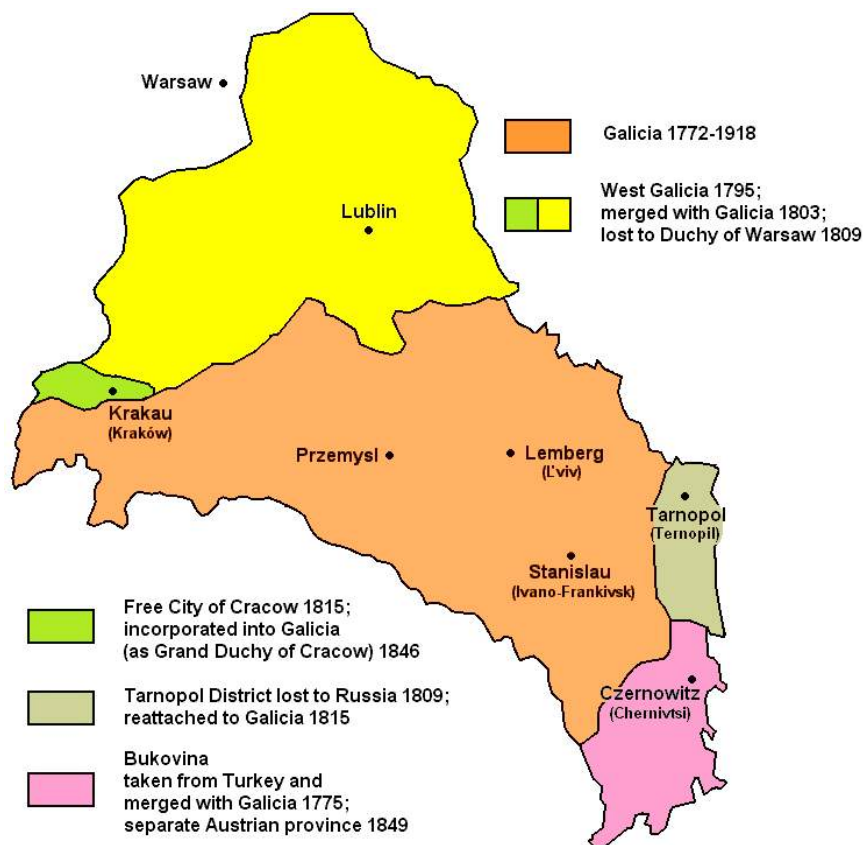 Warsaw
Galicia 1772-1918
West Galicia 1795;
merged with Galicia 1803;
lost to Duchy of Warsaw 1809
Lublin
Krakau
(Kraków)
Przemysl
Lemberg
(L'viv)
Tarnopol
(Ternopil)
Stanislau
(Ivano-Frankivsk)
Free City of Cracow 1815;
incorporated into Galicia
(as Grand Duchy of Cracow) 1846
Czernowitz
(Chernivtsi)
Tarnopol District lost to Russia 1809;
reattached to Galicia 1815
Bukovina
taken from Turkey and
merged with Galicia 1775;
separate Austrian province 1849